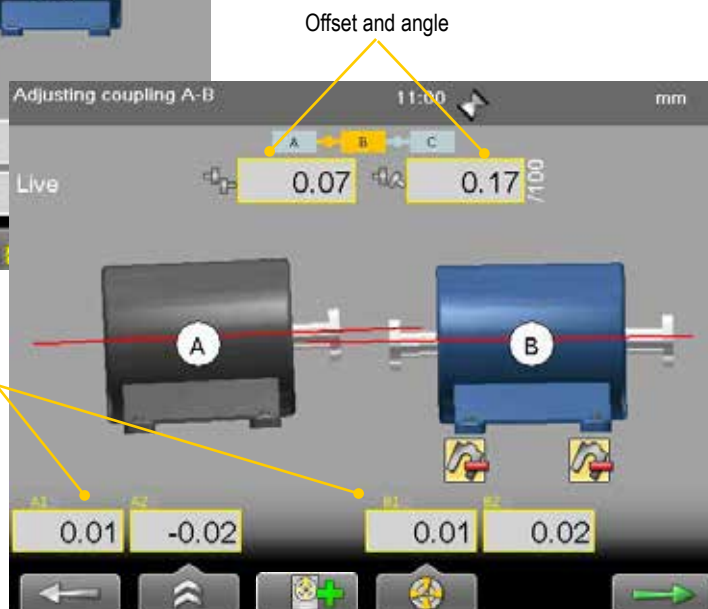 Offset and angle
Adjusting coupling A-B 11:00 mm
A B C
Live 0.07 0.17 /100
A B
A1 A2 B1 B2
0.01 -0.02 0.01 0.02